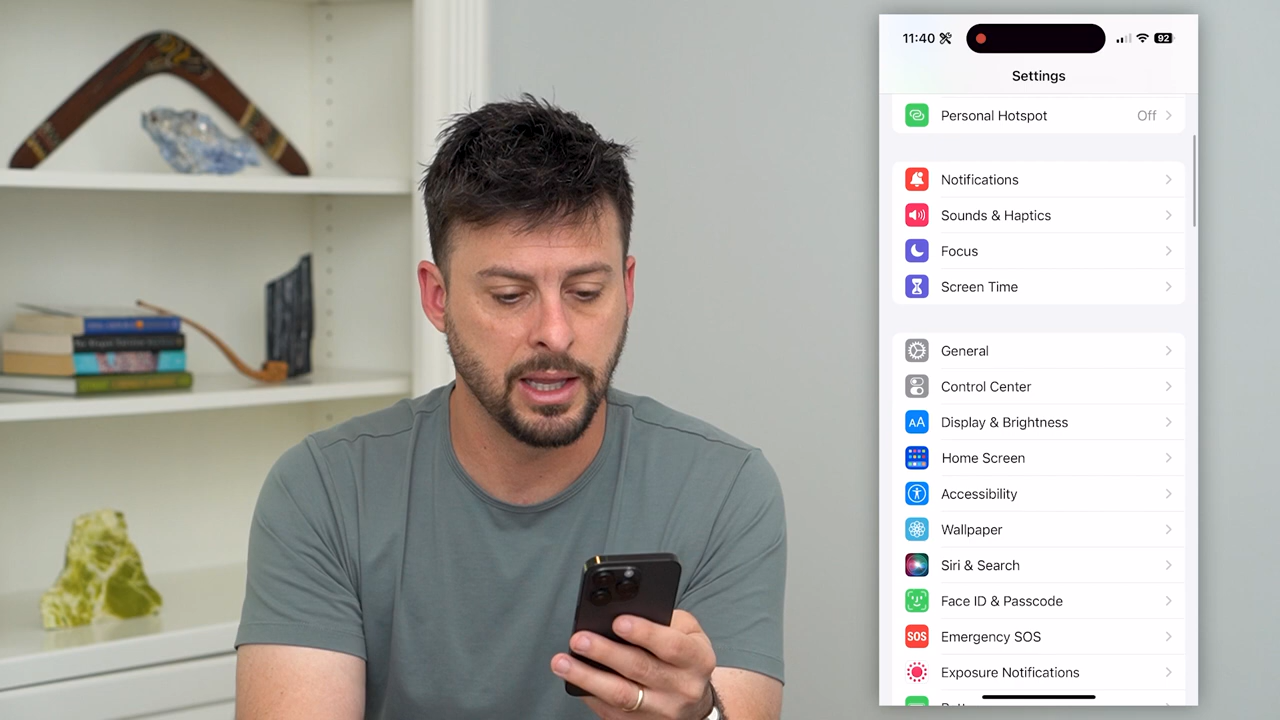 11:40
92
Settings
Personal Hotspot Off
Notifications
Sounds & Haptics
Focus
Screen Time
General
Control Center
AA Display & Brightness
Home Screen
Accessibility
Wallpaper
Siri & Search
Face ID & Passcode
SOS Emergency SOS
Exposure Notifications